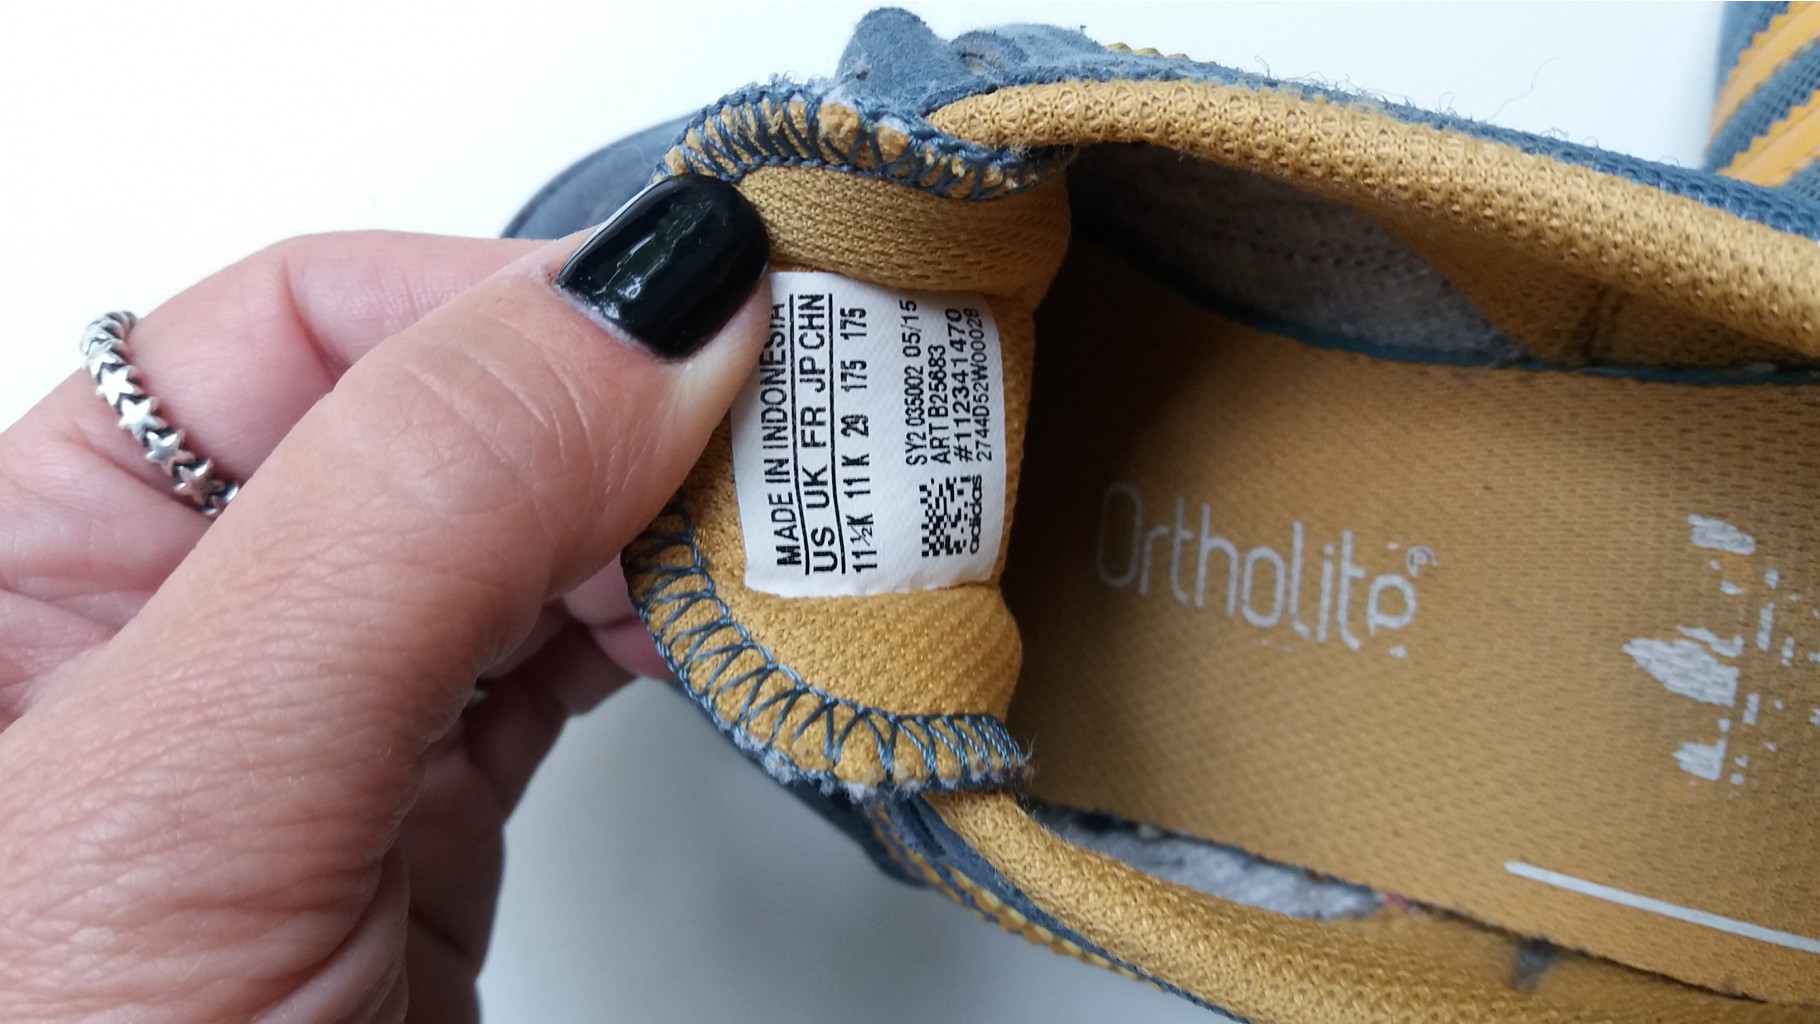 MADE IN INDONESIA
US UK FR JP CHN
11½K 11K 29 175 175
SY2 035002 05/15
ART B25683
#112341470
2744D52W00028
adidas
Ortholite®